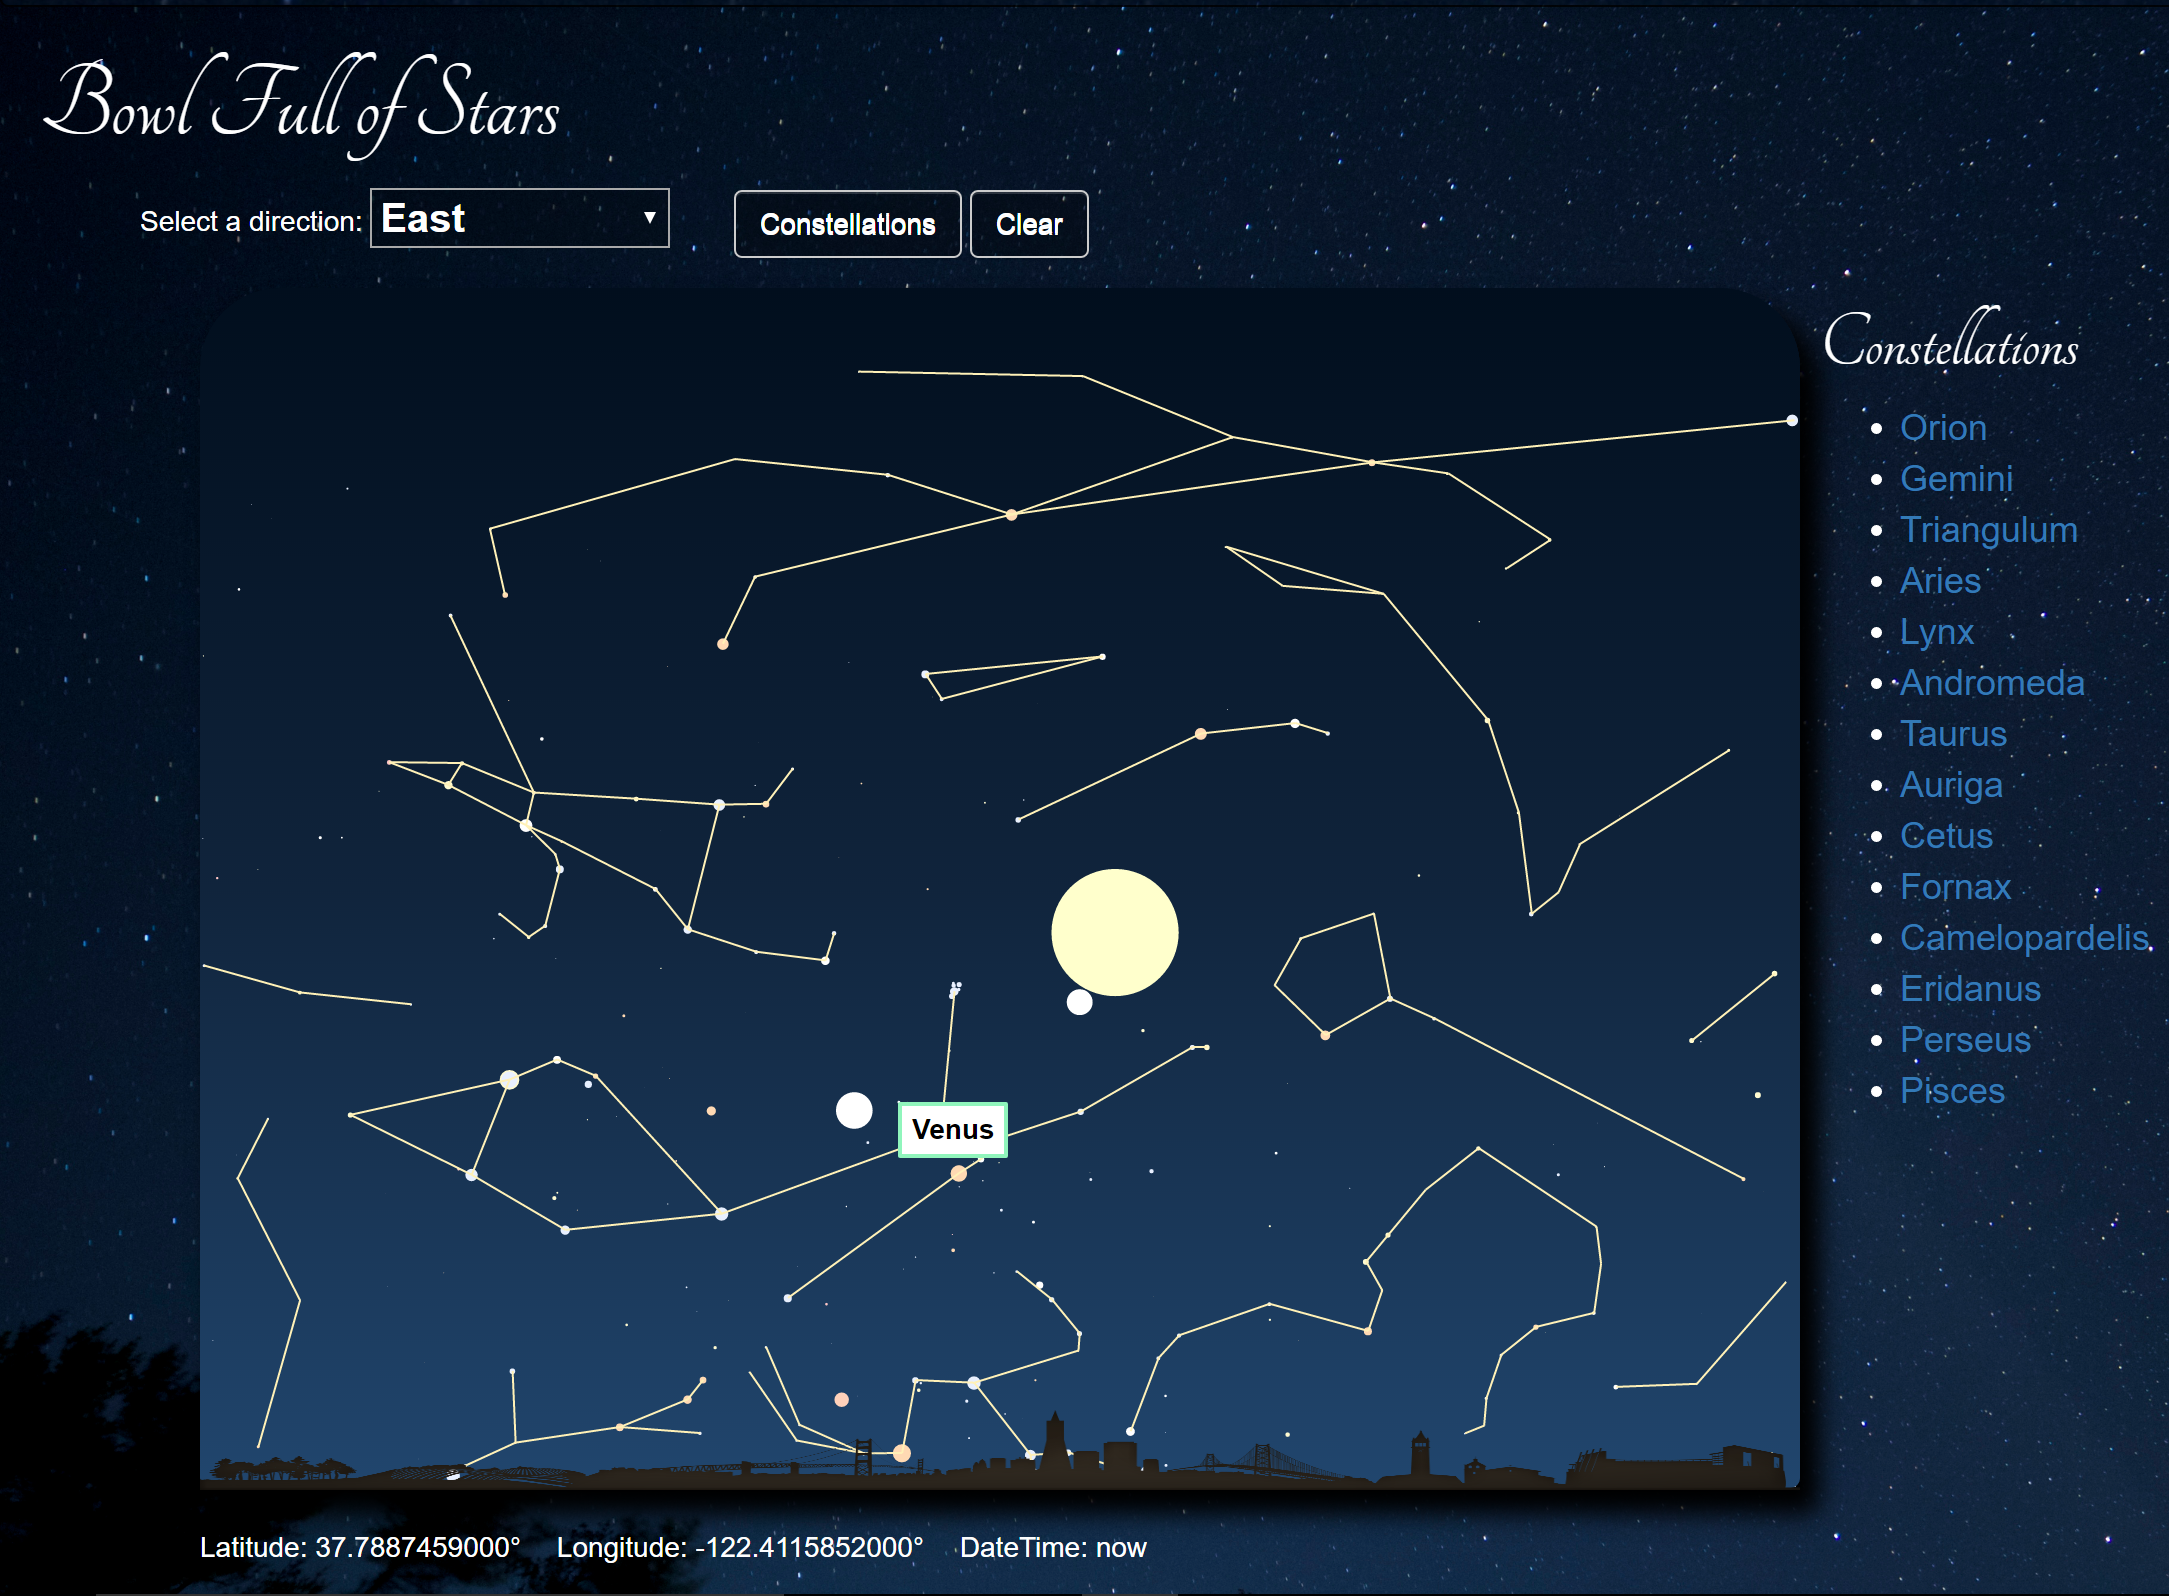 Bowl Full of Stars
Select a direction: East ▼ Constellations Clear
Constellations
• Orion
• Gemini
• Triangulum
• Aries
• Lynx
• Andromeda
• Taurus
• Auriga
• Cetus
• Fornax
• Camelopardelis
• Eridanus
• Perseus
• Pisces
Venus
Latitude: 37.7887459000° Longitude: -122.4115852000° DateTime: now